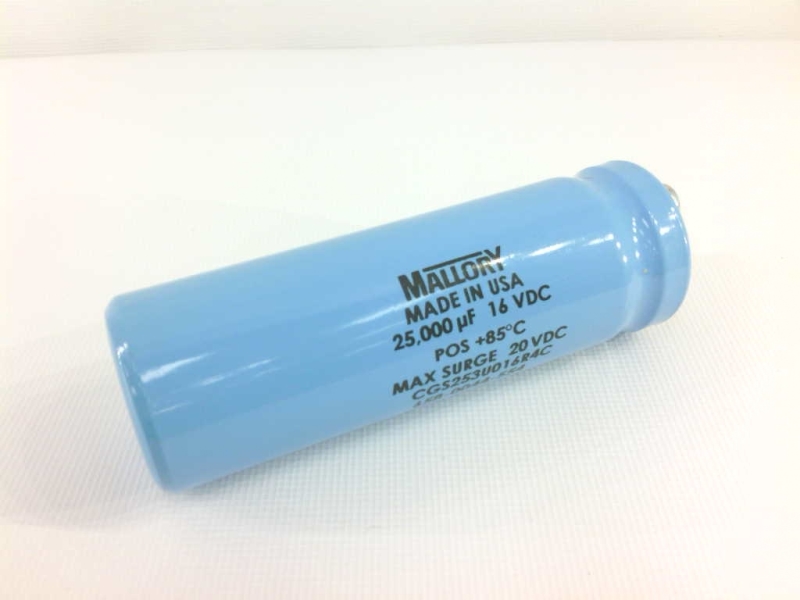 MALLORY
MADE IN USA
25,000 µF 16 VDC
POS +85°C
MAX SURGE 20 VDC
CGS253U016R4C